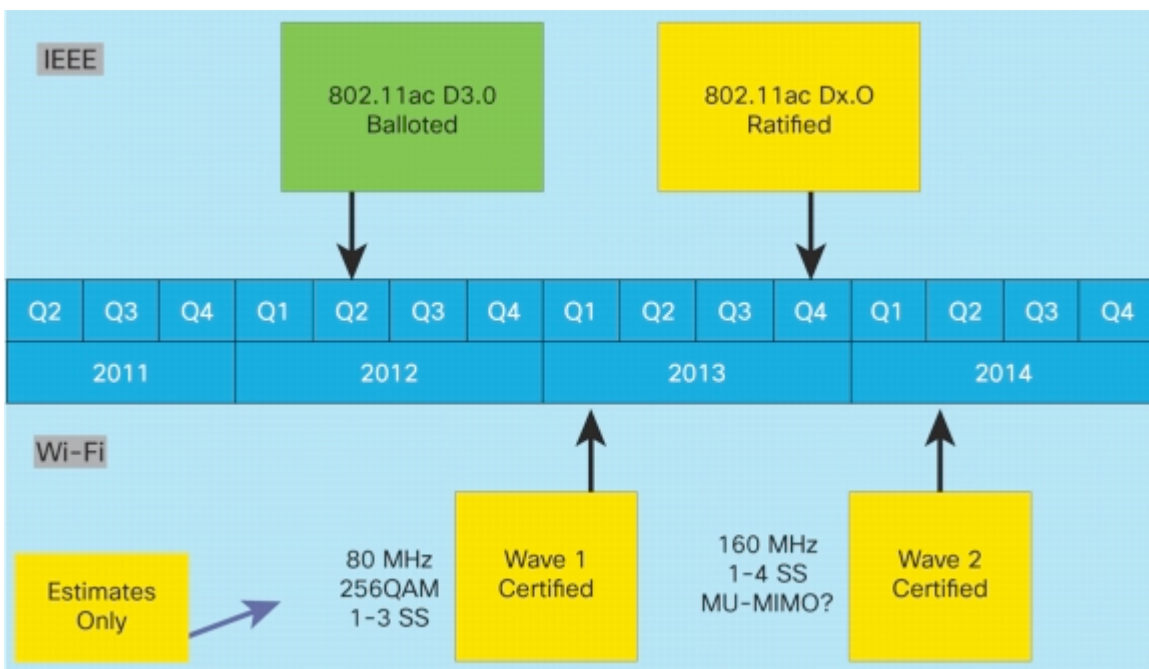 IEEE
802.11ac D3.0
Balloted
802.11ac Dx.O
Ratified
Q2 Q3 Q4 Q1 Q2 Q3 Q4 Q1 Q2 Q3 Q4 Q1 Q2 Q3 Q4
2011 2012 2013 2014
Wi-Fi
Estimates
Only
80 MHz
256QAM
1-3 SS
Wave 1
Certified
160 MHz
1-4 SS
MU-MIMO?
Wave 2
Certified